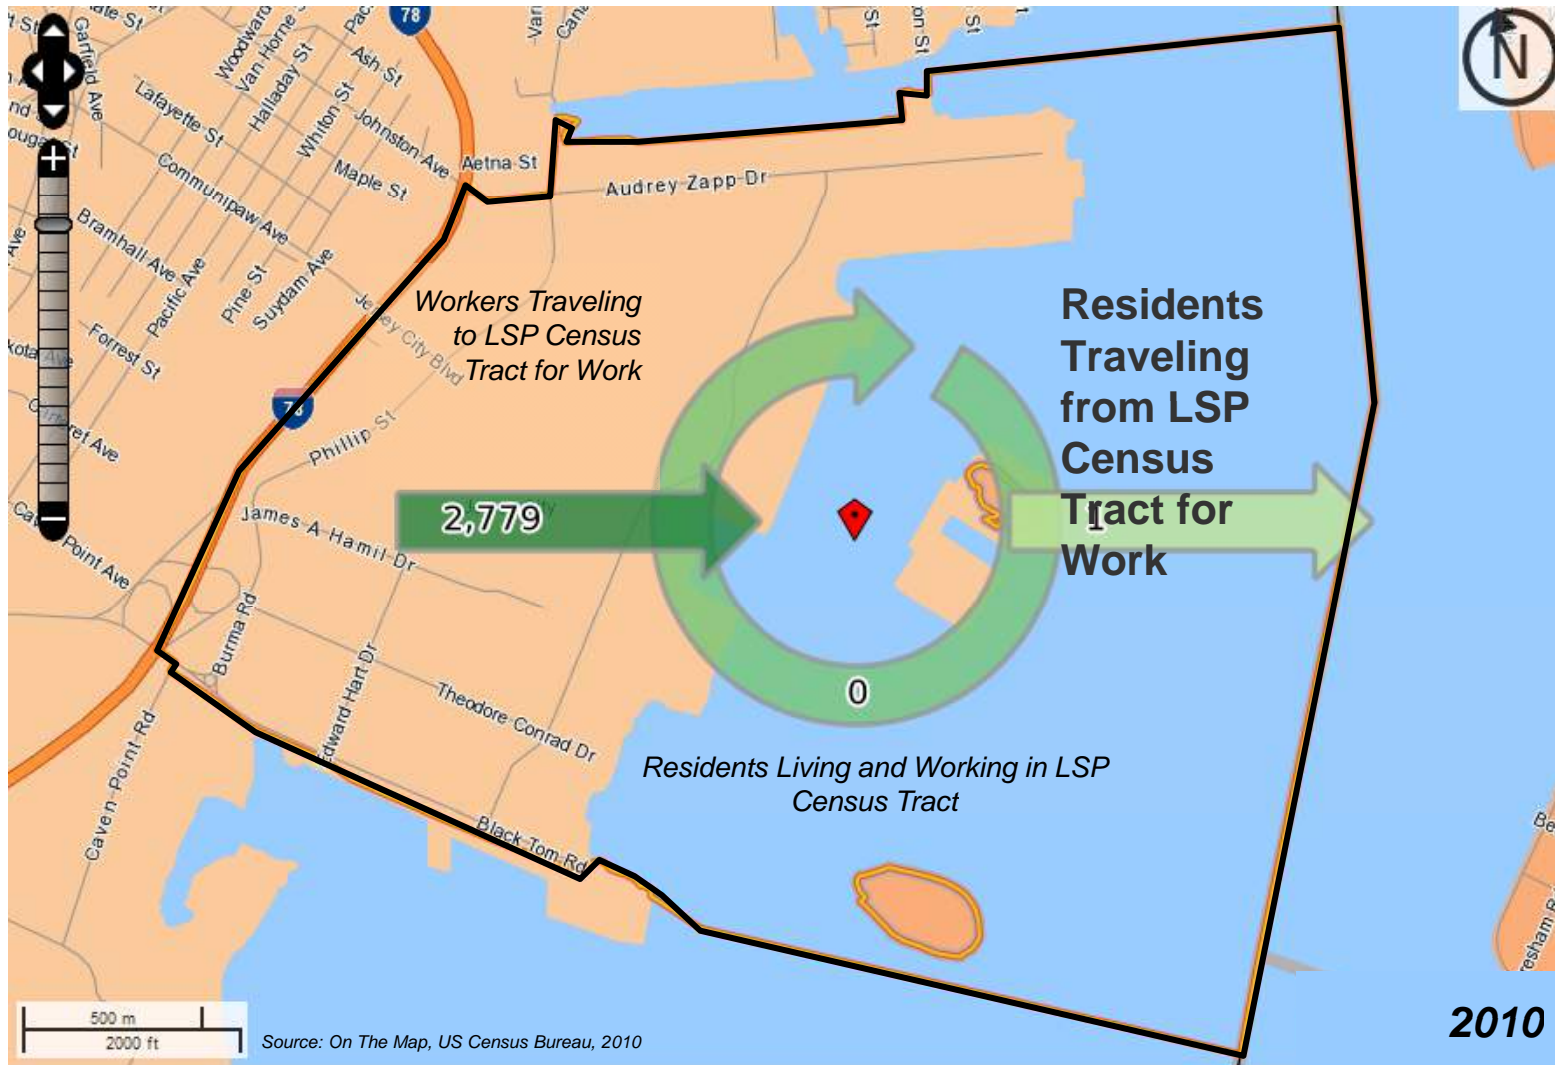 78
Ash St
Woodward
Van Horne St
Halladay St
Garfield Ave
Lafayette St
Whiton St
Johnston Ave
Maple St
Aetna St
Audrey Zapp Dr
Communipaw Ave
Bramhall Ave
Pacific Ave
Pine St
Suydam Ave
Forrest St
N
+
Workers Traveling
to LSP Census
Tract for Work
Residents
Traveling
from LSP
Census
Tract for
Work
78
Phillip St
2,779
1
James A Hamil Dr
Point Ave
Burma Rd
Edward Hart Dr
Theodore Conrad Dr
0
Caven Point Rd
Residents Living and Working in LSP
Census Tract
Black Tom Rd
500 m
2000 ft
Source: On The Map, US Census Bureau, 2010
2010